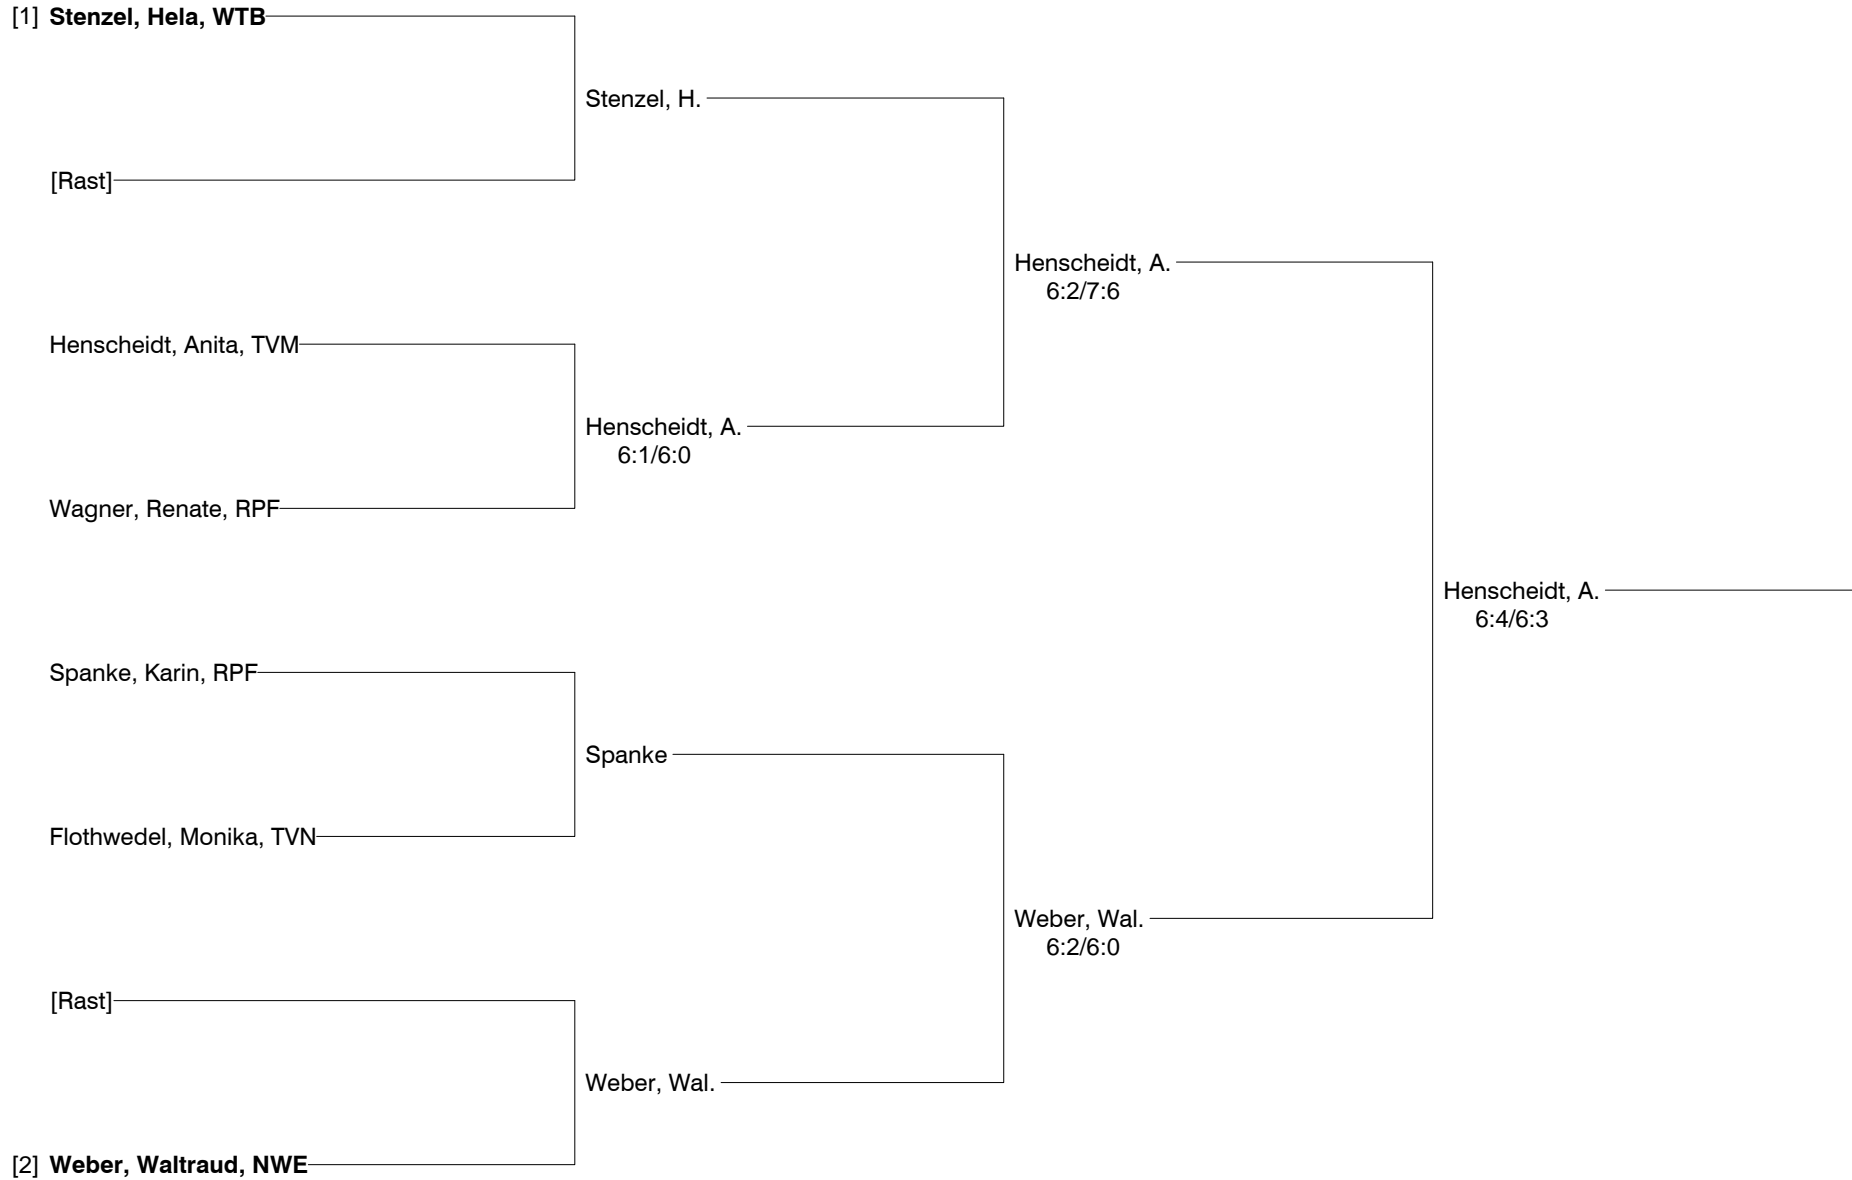 [1] Stenzel, Hela, WTB
Stenzel, H.
[Rast]
Henscheidt, A.
6:2/7:6
Henscheidt, Anita, TVM
Henscheidt, A.
6:1/6:0
Wagner, Renate, RPF
Henscheidt, A.
6:4/6:3
Spanke, Karin, RPF
Spanke
Flothwedel, Monika, TVN
Weber, Wal.
6:2/6:0
[Rast]
Weber, Wal.
[2] Weber, Waltraud, NWE